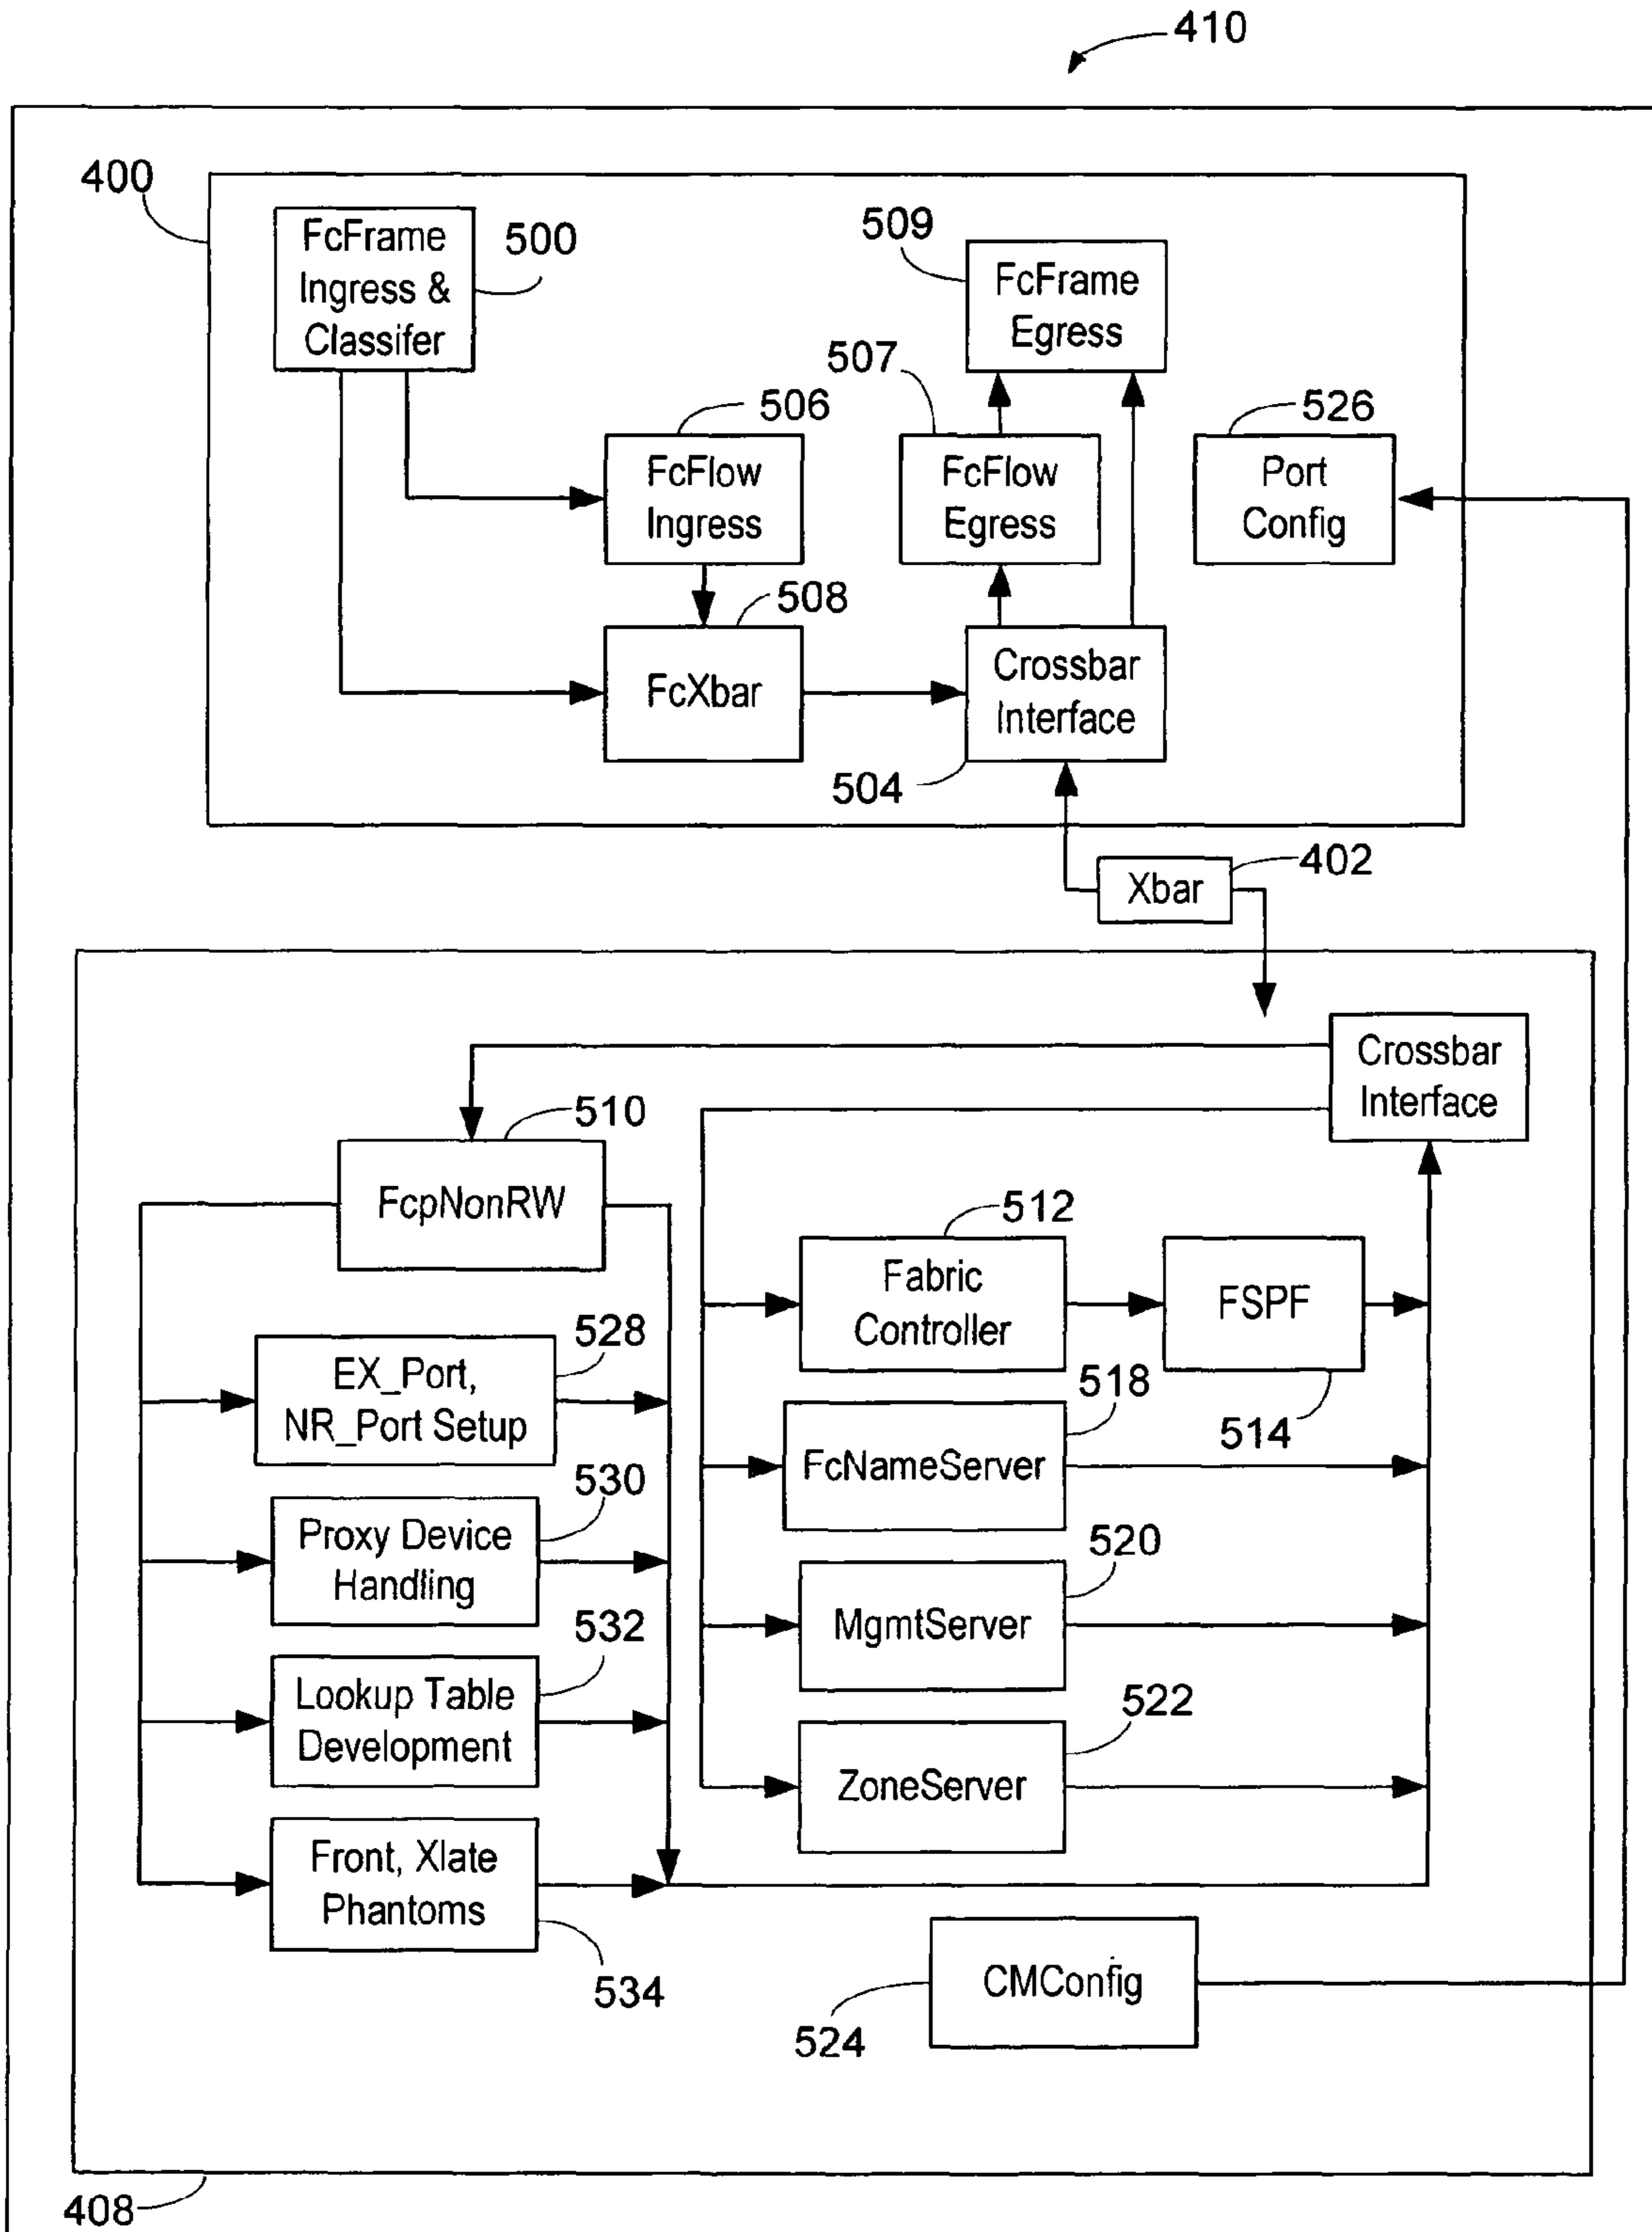 410
400
FcFrame
Ingress &
Classifer
500
509
FcFrame
Egress
507
506
526
FcFlow
Ingress
FcFlow
Egress
Port
Config
508
FcXbar
Crossbar
Interface
504
402
Xbar
Crossbar
Interface
510
FcpNonRW
512
Fabric
Controller
FSPF
514
528
EX_Port,
NR_Port Setup
518
FcNameServer
530
Proxy Device
Handling
520
MgmtServer
532
Lookup Table
Development
522
ZoneServer
Front, Xlate
Phantoms
534
CMConfig
524
408